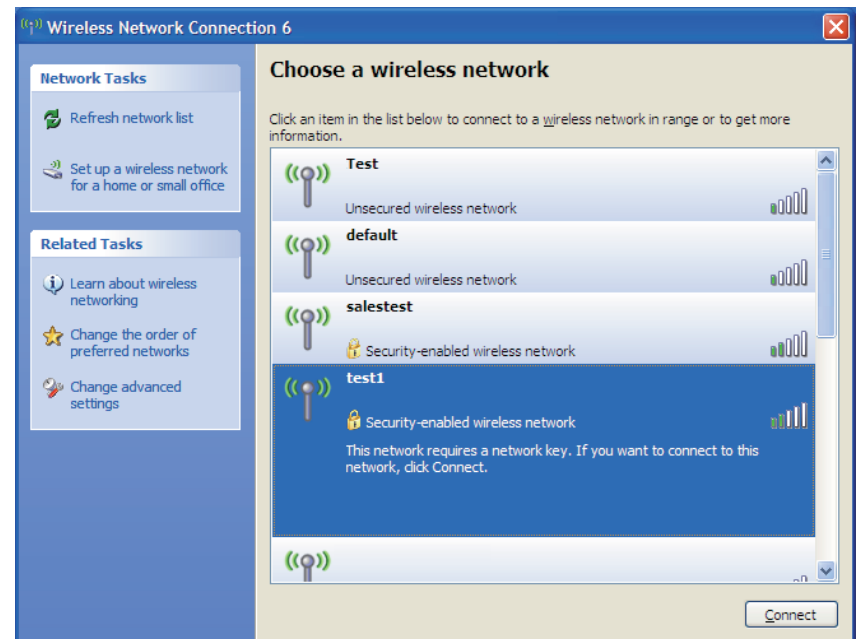 Wireless Network Connection 6
Network Tasks
Refresh network list
Set up a wireless network
for a home or small office
Related Tasks
Learn about wireless
networking
Change the order of
preferred networks
Change advanced
settings
Choose a wireless network
Click an item in the list below to connect to a wireless network in range or to get more
information.
Test
Unsecured wireless network
default
Unsecured wireless network
salestest
Security-enabled wireless network
test1
Security-enabled wireless network
This network requires a network key. If you want to connect to this
network, click Connect.
Connect